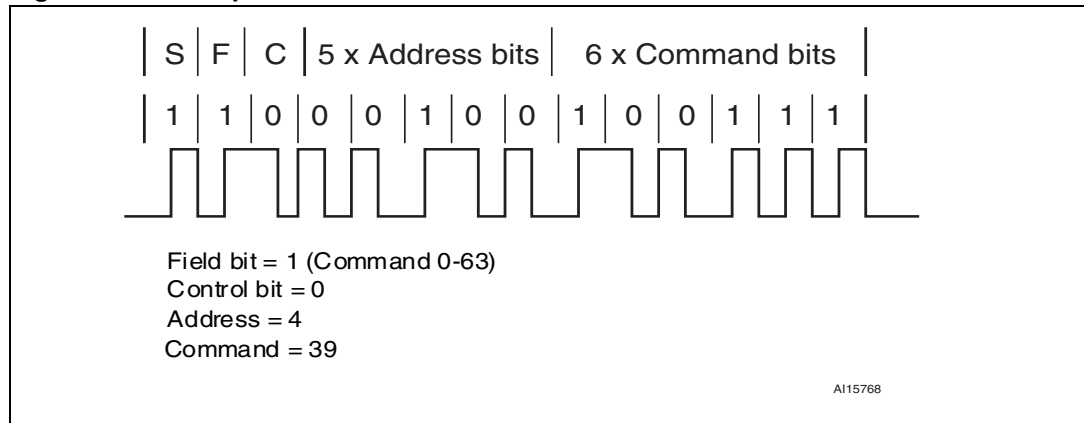 S F C 5 x Address bits 6 x Command bits
1 1 0 0 0 1 0 0 1 0 0 1 1 1
Field bit = 1 (Command 0-63)
Control bit = 0
Address = 4
Command = 39
AI15768